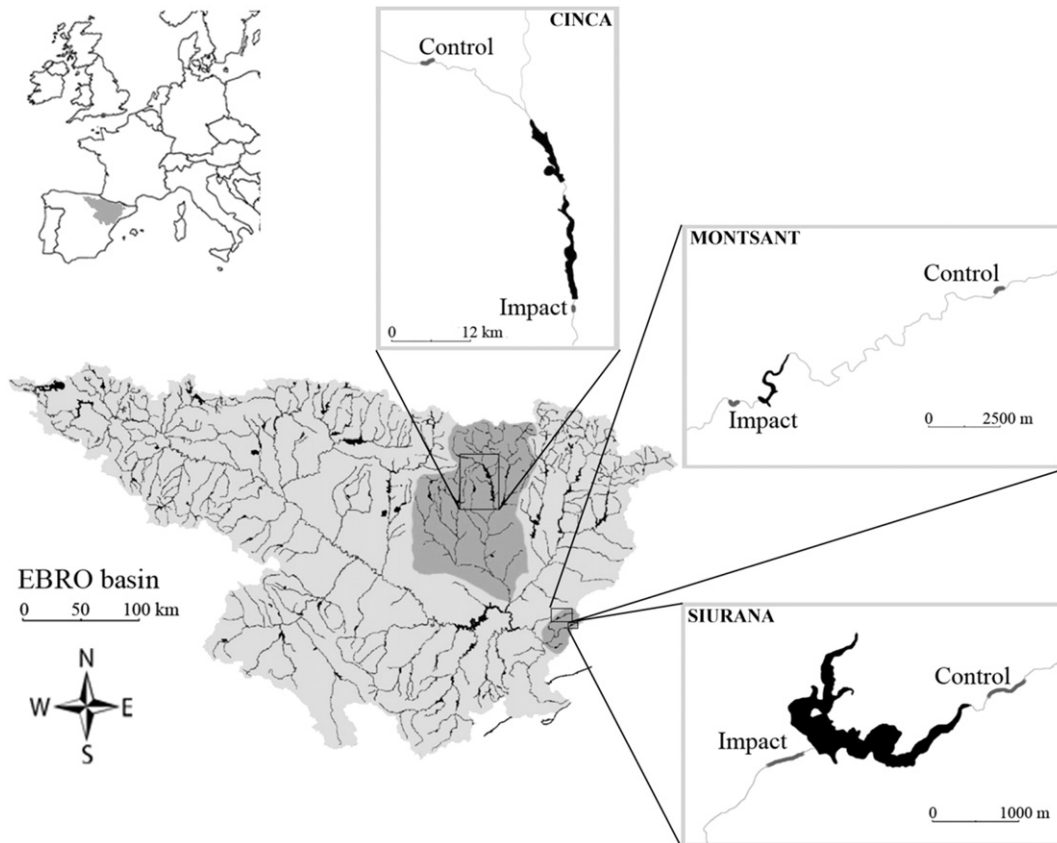 CINCA
Control
Impact
0 12 km
MONTSANT
Control
Impact
0 2500 m
EBRO basin
0 50 100 km
N
W E
S
SIURANA
Control
Impact
0 1000 m